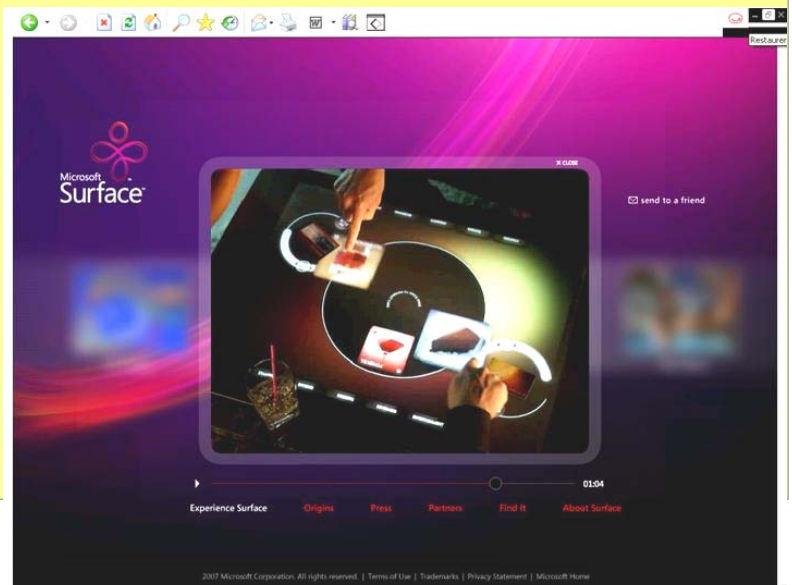 Restaurer
X CLOSE
Microsoft
Surface™
send to a friend
01:04
Experience Surface
Origins
Press
Partners
Find It
About Surface
2007 Microsoft Corporation. All rights reserved. | Terms of Use | Trademarks | Privacy Statement | Microsoft Home